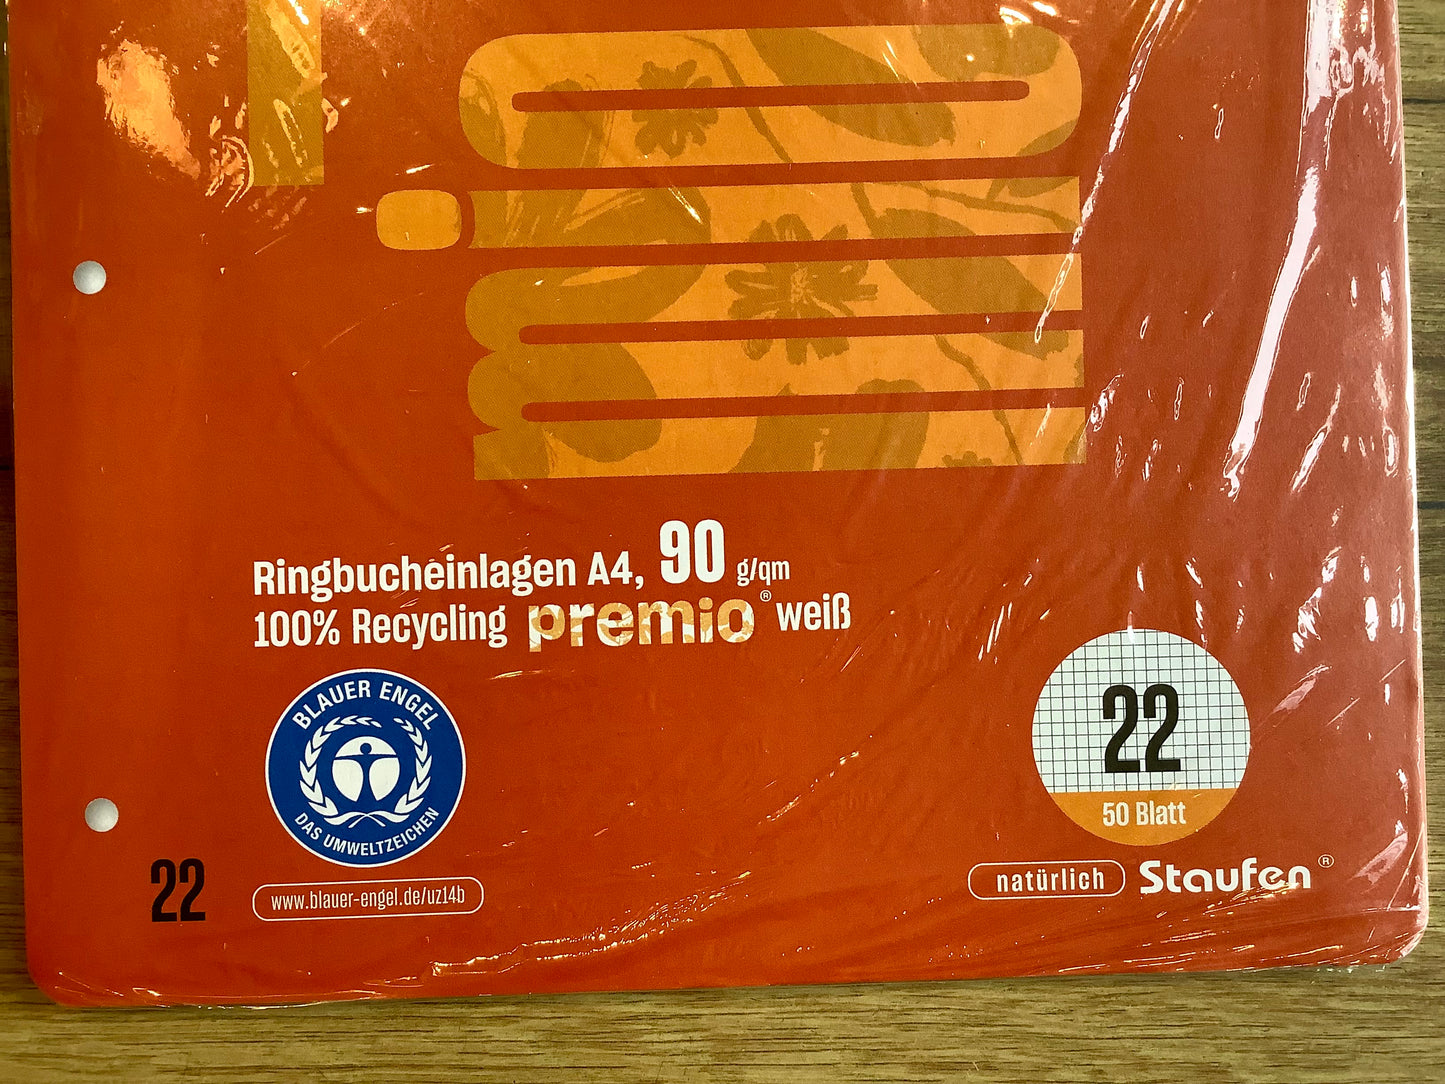 Ringbucheinlagen A4, 90 g/qm
100% Recycling premio® weiß
BLAUER ENGEL
DAS UMWELTZEICHEN
www.blauer-engel.de/uz14b
22
22
50 Blatt
natürlich Staufen®